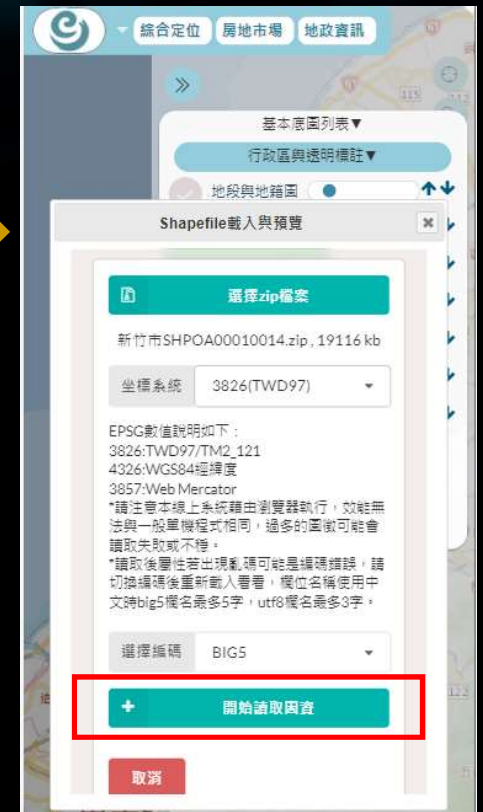 綜合定位 房地市場 地政資訊
115
112
基本底圖列表▼
行政區與透明標註▼
地段與地籍圖
Shapefile載入與預覽
選擇zip檔案
新竹市SHPOA00010014.zip , 19116 kb
坐標系統 3826(TWD97)
EPSG數值說明如下：
3826:TWD97/TM2_121
4326:WGS84經緯度
3857:Web Mercator
*請注意本線上系統藉由瀏覽器執行，效能無
法與一般單機程式相同，過多的圖徵可能會
讀取失敗或不穩。
*讀取後屬性若出現亂碼可能是編碼錯誤，請
切換編碼後重新載入看看，欄位名稱使用中
文時big5欄名最多5字，utf8欄名最多3字。
選擇編碼 BIG5
開始讀取圖資
122
取消